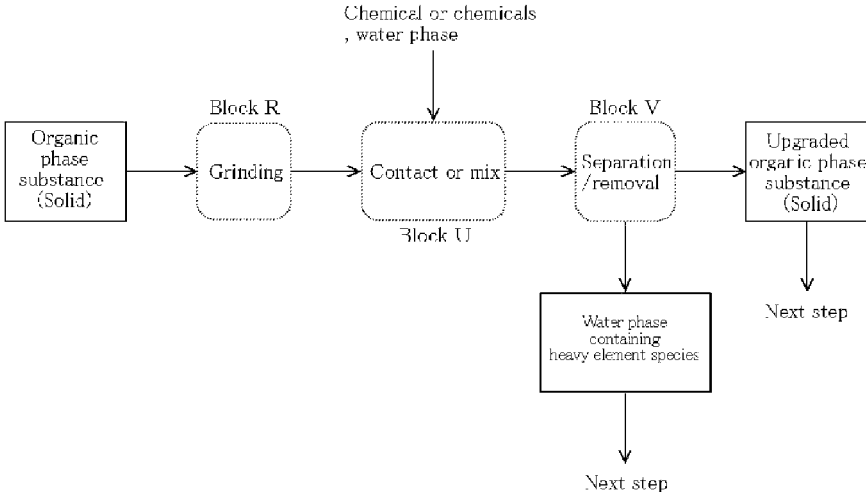 Chemical or chemicals
, water phase
Block R
Block V
Organic
phase
substance
(Solid)
Grinding
Contact or mix
Separation
/removal
Upgraded
organic phase
substance
(Solid)
Block U
Water phase
containing
heavy element species
Next step
Next step